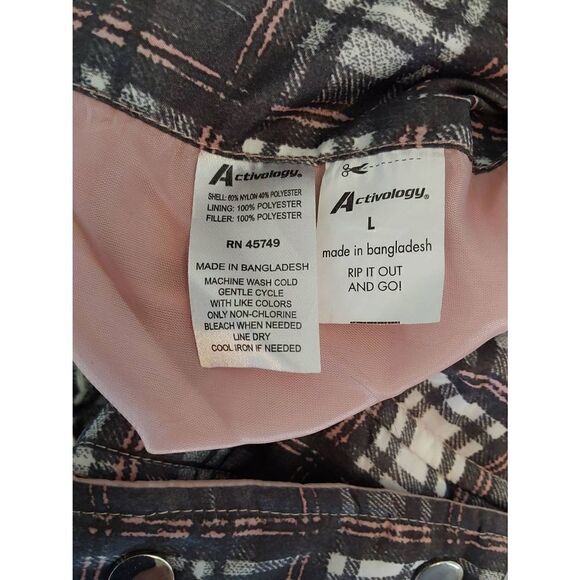 Activology®
SHELL: 60% NYLON 40% POLYESTER
LINING: 100% POLYESTER
FILLER: 100% POLYESTER
RN 45749
MADE IN BANGLADESH
MACHINE WASH COLD
GENTLE CYCLE
WITH LIKE COLORS
ONLY NON-CHLORINE
BLEACH WHEN NEEDED
LINE DRY
COOL IRON IF NEEDED
Activology®
L
made in bangladesh
RIP IT OUT
AND GO!